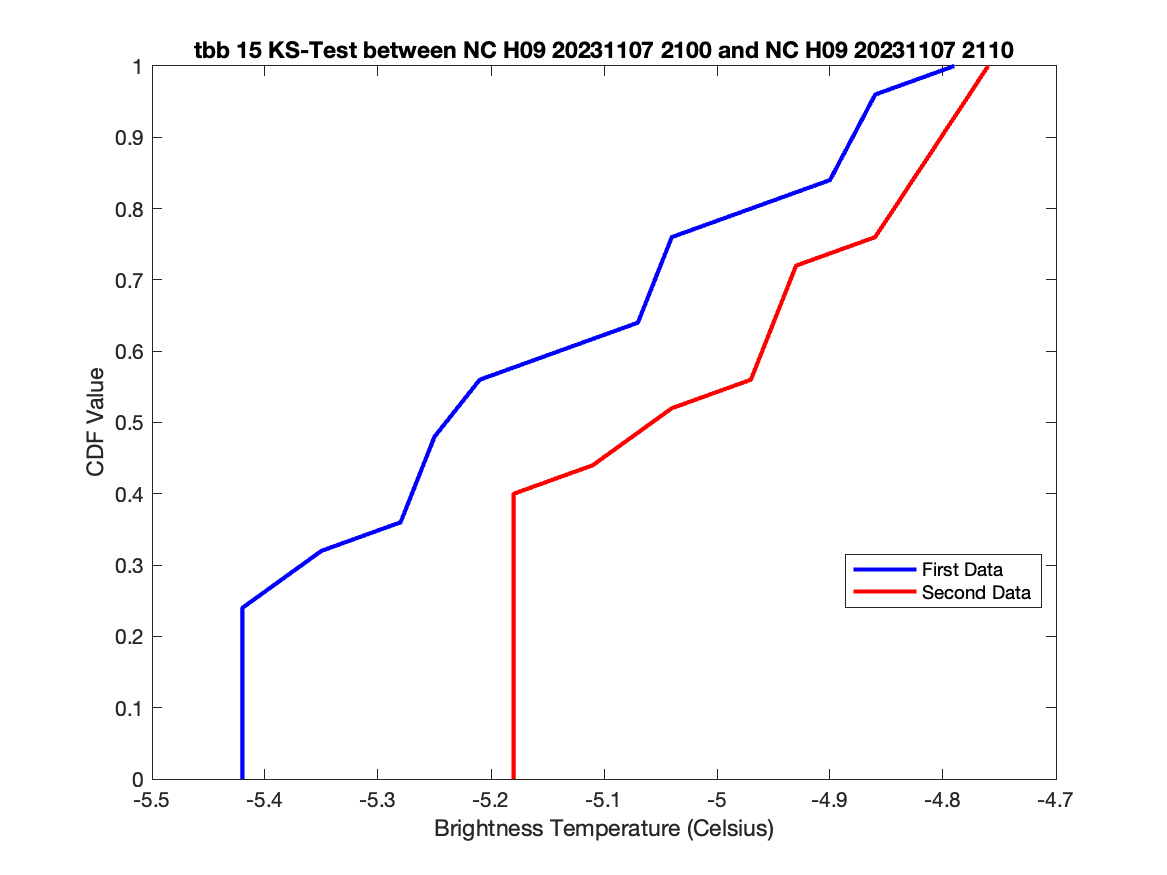 tbb 15 KS-Test between NC H09 20231107 2100 and NC H09 20231107 2110
1
0.9
0.8
0.7
0.6
0.5
0.4
0.3
0.2
0.1
0
CDF Value
First Data
Second Data
-5.5 -5.4 -5.3 -5.2 -5.1 -5 -4.9 -4.8 -4.7
Brightness Temperature (Celsius)